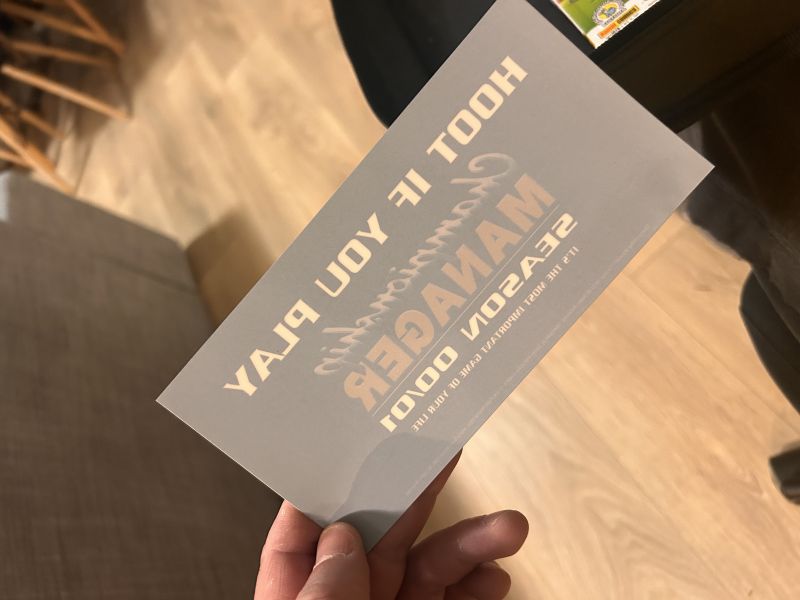 HOOT IF YOU PLAY
Championship
MANAGER
SEASON 00/01
IT'S THE MOST IMPORTANT GAME OF YOUR LIFE